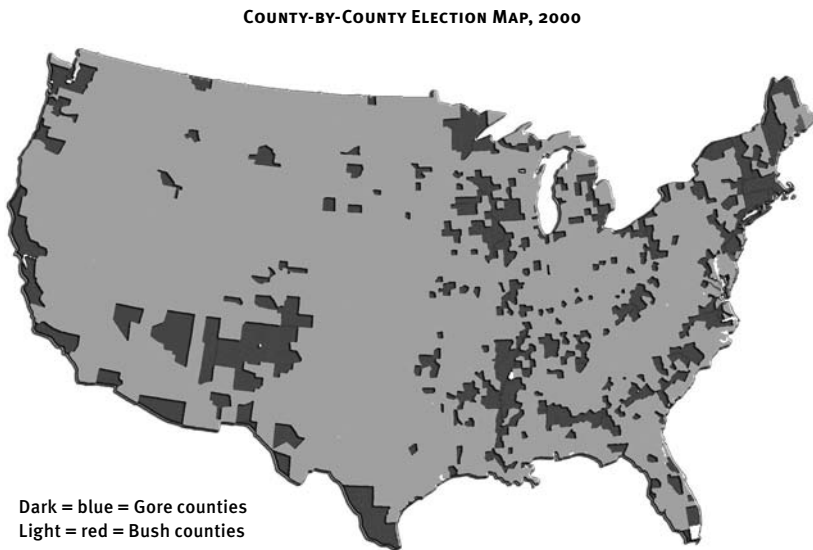 County-by-County Election Map, 2000
Dark = blue = Gore counties
Light = red = Bush counties